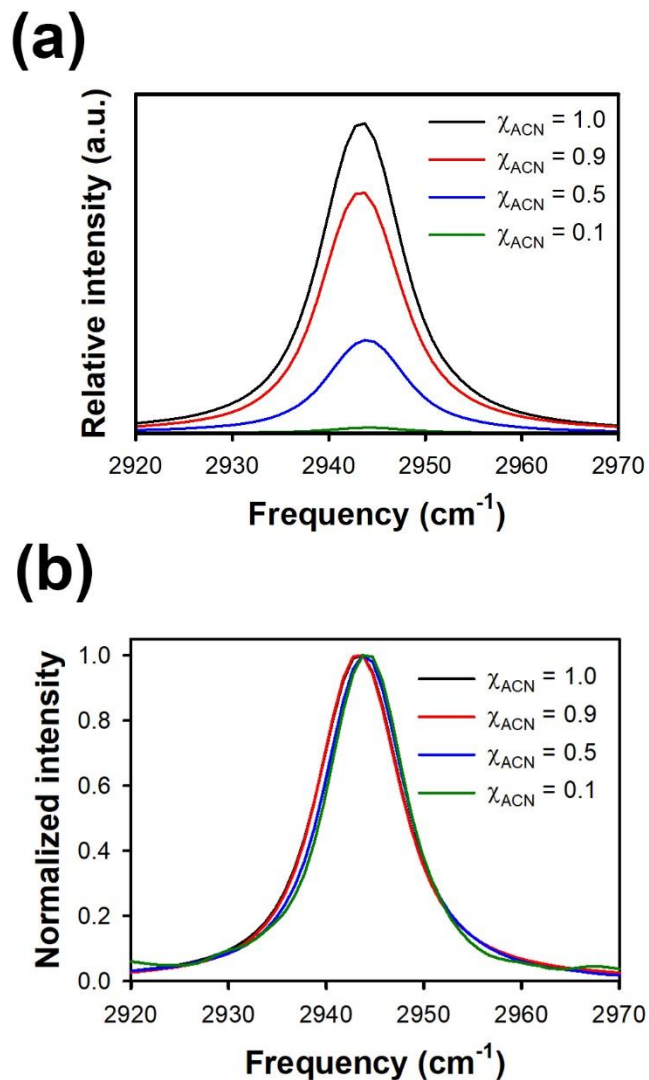 (a)
Relative intensity (a.u.)
χACN = 1.0
χACN = 0.9
χACN = 0.5
χACN = 0.1
2920 2930 2940 2950 2960 2970
Frequency (cm⁻¹)
(b)
Normalized intensity
1.0
0.8
0.6
0.4
0.2
0.0
χACN = 1.0
χACN = 0.9
χACN = 0.5
χACN = 0.1
2920 2930 2940 2950 2960 2970
Frequency (cm⁻¹)